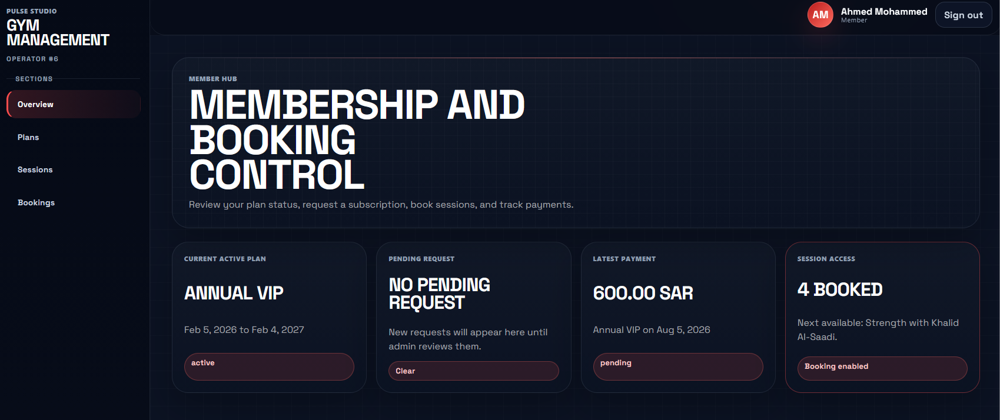 PULSE STUDIO
GYM
MANAGEMENT
OPERATOR #6
SECTIONS
Overview
Plans
Sessions
Bookings
AM
Ahmed Mohammed
Member
Sign out
MEMBER HUB
MEMBERSHIP AND
BOOKING
CONTROL
Review your plan status, request a subscription, book sessions, and track payments.
CURRENT ACTIVE PLAN
ANNUAL VIP
Feb 5, 2026 to Feb 4, 2027
active
PENDING REQUEST
NO PENDING
REQUEST
New requests will appear here until
admin reviews them.
Clear
LATEST PAYMENT
600.00 SAR
Annual VIP on Aug 5, 2026
pending
SESSION ACCESS
4 BOOKED
Next available: Strength with Khalid
Al-Saadi.
Booking enabled